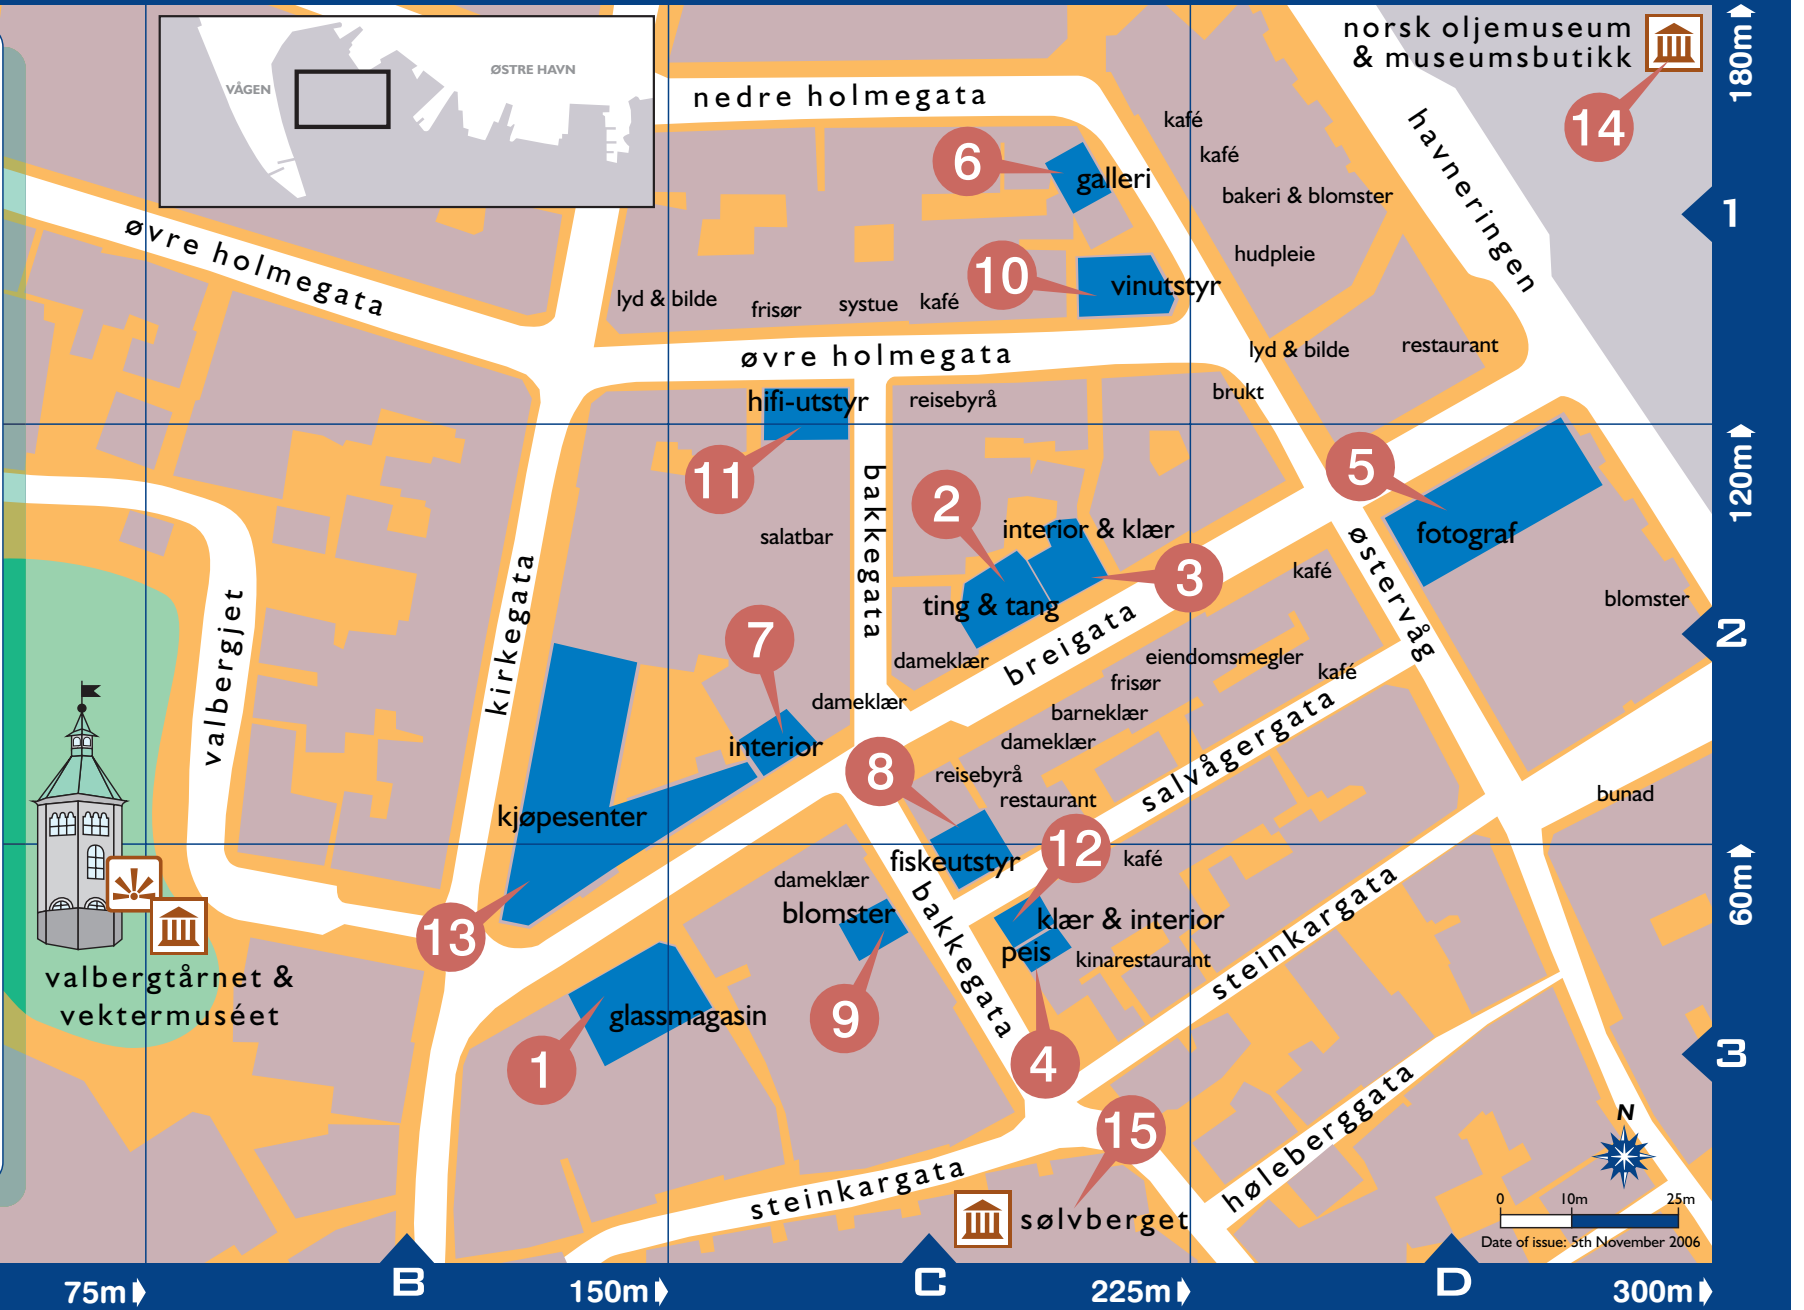 VÅGEN
ØSTRE HAVN
norsk oljemuseum
& museumsbutikk
14
180m
nedre holmegata
havneringen
kafé
kafé
6
galleri
bakeri & blomster
1
øvre holmegata
hudpleie
10
vinutstyr
lyd & bilde
frisør
systue
kafé
øvre holmegata
lyd & bilde
restaurant
hifi-utstyr
reisebyrå
brukt
11
5
120m
2
bakkegata
salatbar
interior & klær
fotograf
østervåg
3
kafé
ting & tang
blomster
valbergjet
kirkegata
7
breigata
2
dameklær
eiendomsmegler
kafé
frisør
dameklær
barneklær
interior
dameklær
salvågergata
8
reisebyrå
restaurant
bunad
kjøpesenter
12
fiskeutstyr
kafé
60m
dameklær
blomster
bakkegata
klær & interior
steinkargata
13
peis
kinarestaurant
valbergtårnet &
vektermuséet
glassmagasin
9
1
4
3
høleberggata
15
N
steinkargata
sølvberget
0
10m
25m
Date of issue: 5th November 2006
75m
B
150m
C
225m
D
300m